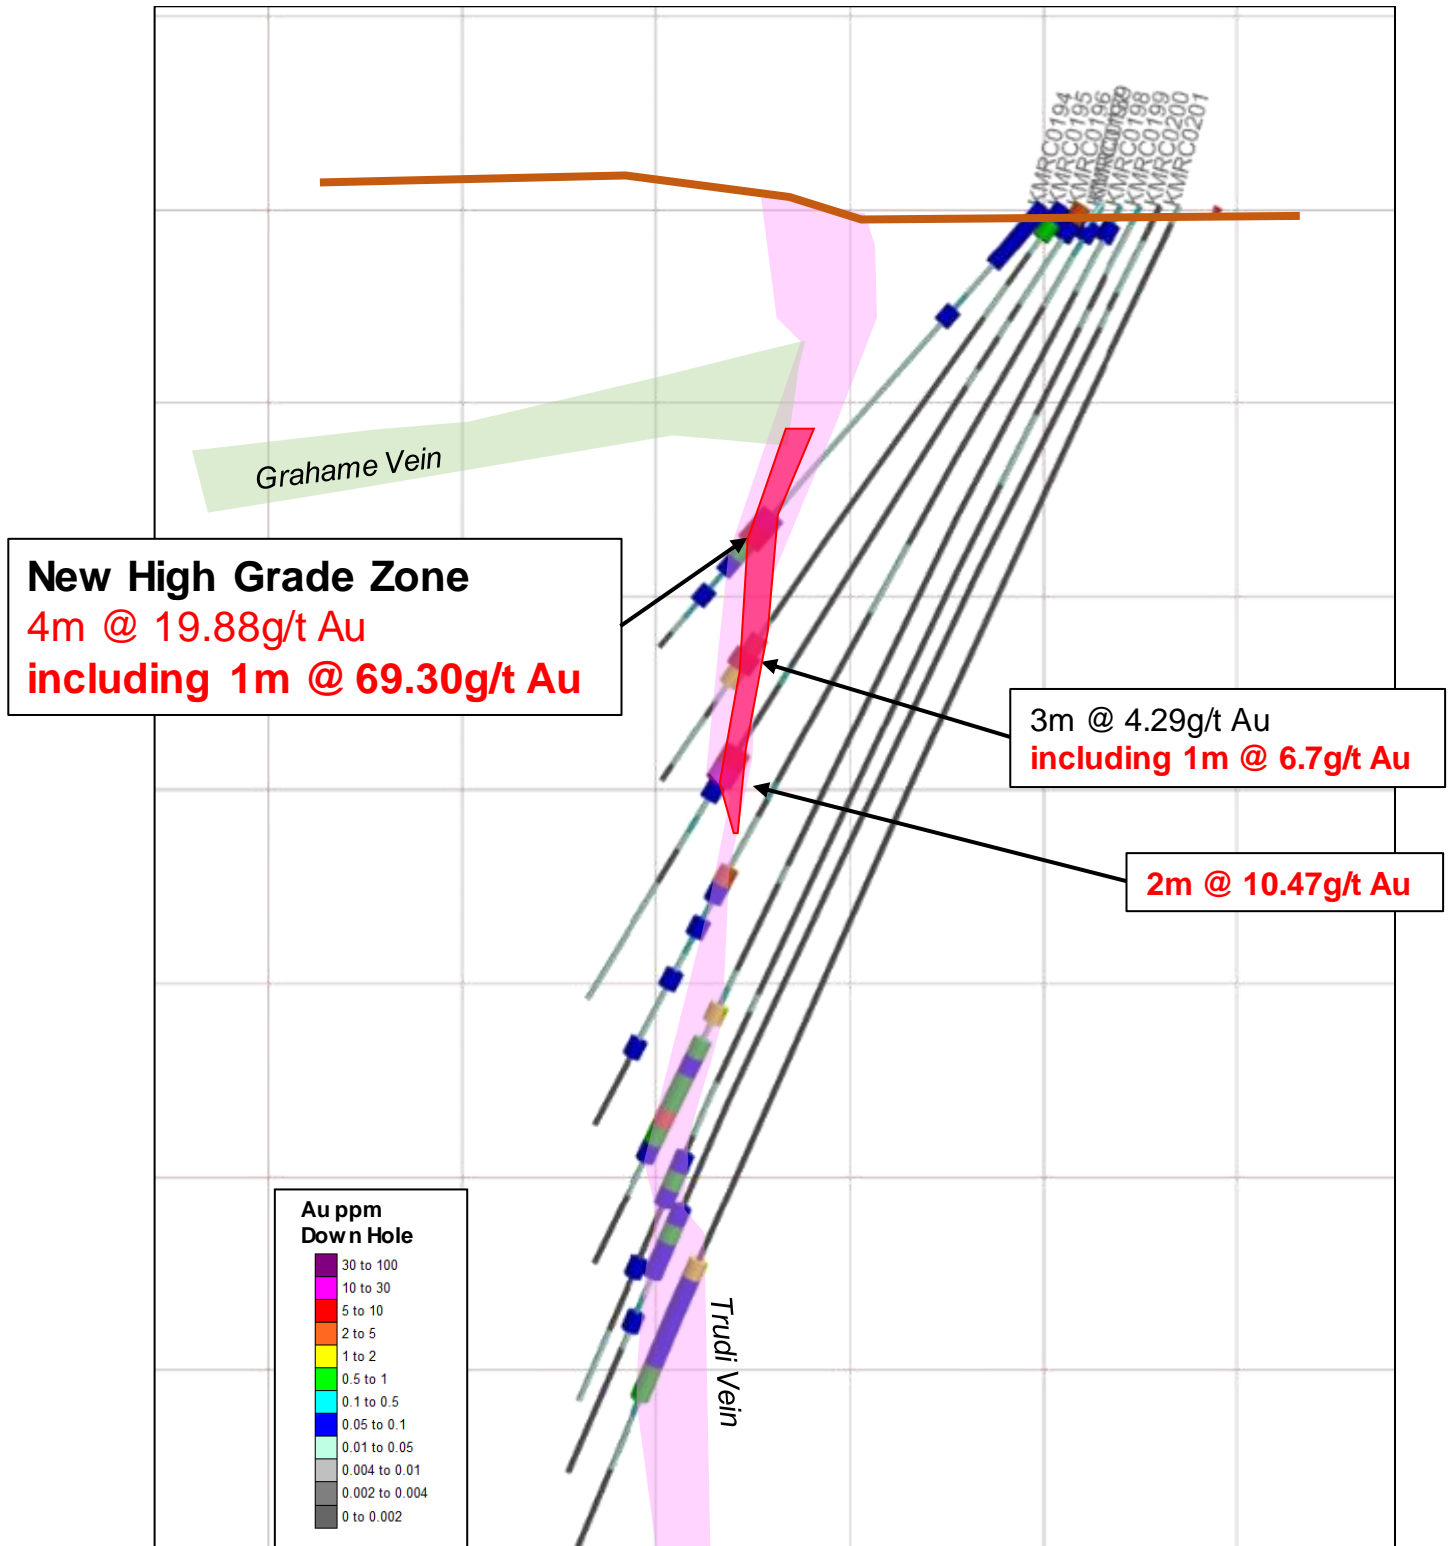 KMRC0194
KMRC0195
KMRC0196
KMRC0198
KMRC0199
KMRC0200
KMRC0201
Grahame Vein
New High Grade Zone
4m @ 19.88g/t Au
including 1m @ 69.30g/t Au
3m @ 4.29g/t Au
including 1m @ 6.7g/t Au
2m @ 10.47g/t Au
Trudi Vein
Au ppm
Down Hole
30 to 100
10 to 30
5 to 10
2 to 5
1 to 2
0.5 to 1
0.1 to 0.5
0.05 to 0.1
0.01 to 0.05
0.004 to 0.01
0.002 to 0.004
0 to 0.002